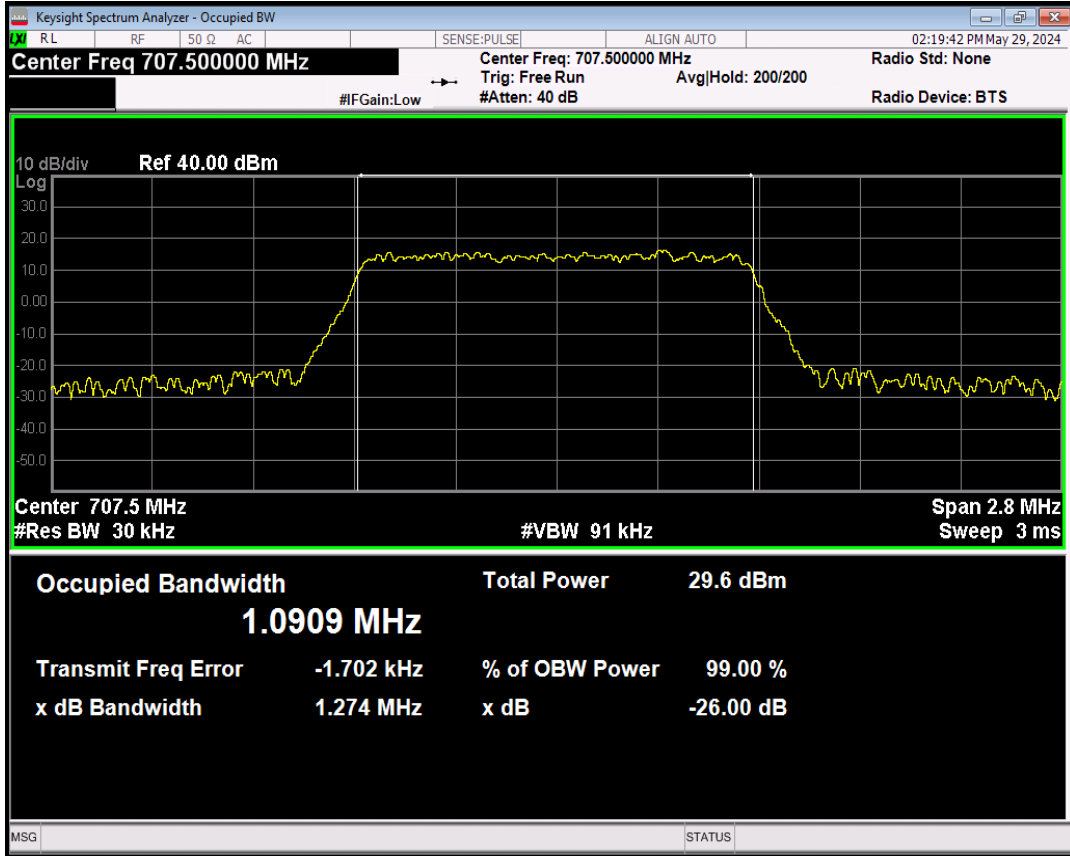 Keysight Spectrum Analyzer - Occupied BW
LXI RL RF 50 Ω AC SENSE:PULSE ALIGN AUTO 02:19:42 PM May 29, 2024
Center Freq 707.500000 MHz
Center Freq: 707.500000 MHz Radio Std: None
Trig: Free Run Avg|Hold: 200/200
#IFGain:Low #Atten: 40 dB Radio Device: BTS
10 dB/div Ref 40.00 dBm
Log
30.0
20.0
10.0
0.00
-10.0
-20.0
-30.0
-40.0
-50.0
Center 707.5 MHz Span 2.8 MHz
#Res BW 30 kHz #VBW 91 kHz Sweep 3 ms
Occupied Bandwidth Total Power 29.6 dBm
1.0909 MHz
Transmit Freq Error -1.702 kHz % of OBW Power 99.00 %
x dB Bandwidth 1.274 MHz x dB -26.00 dB
MSG STATUS